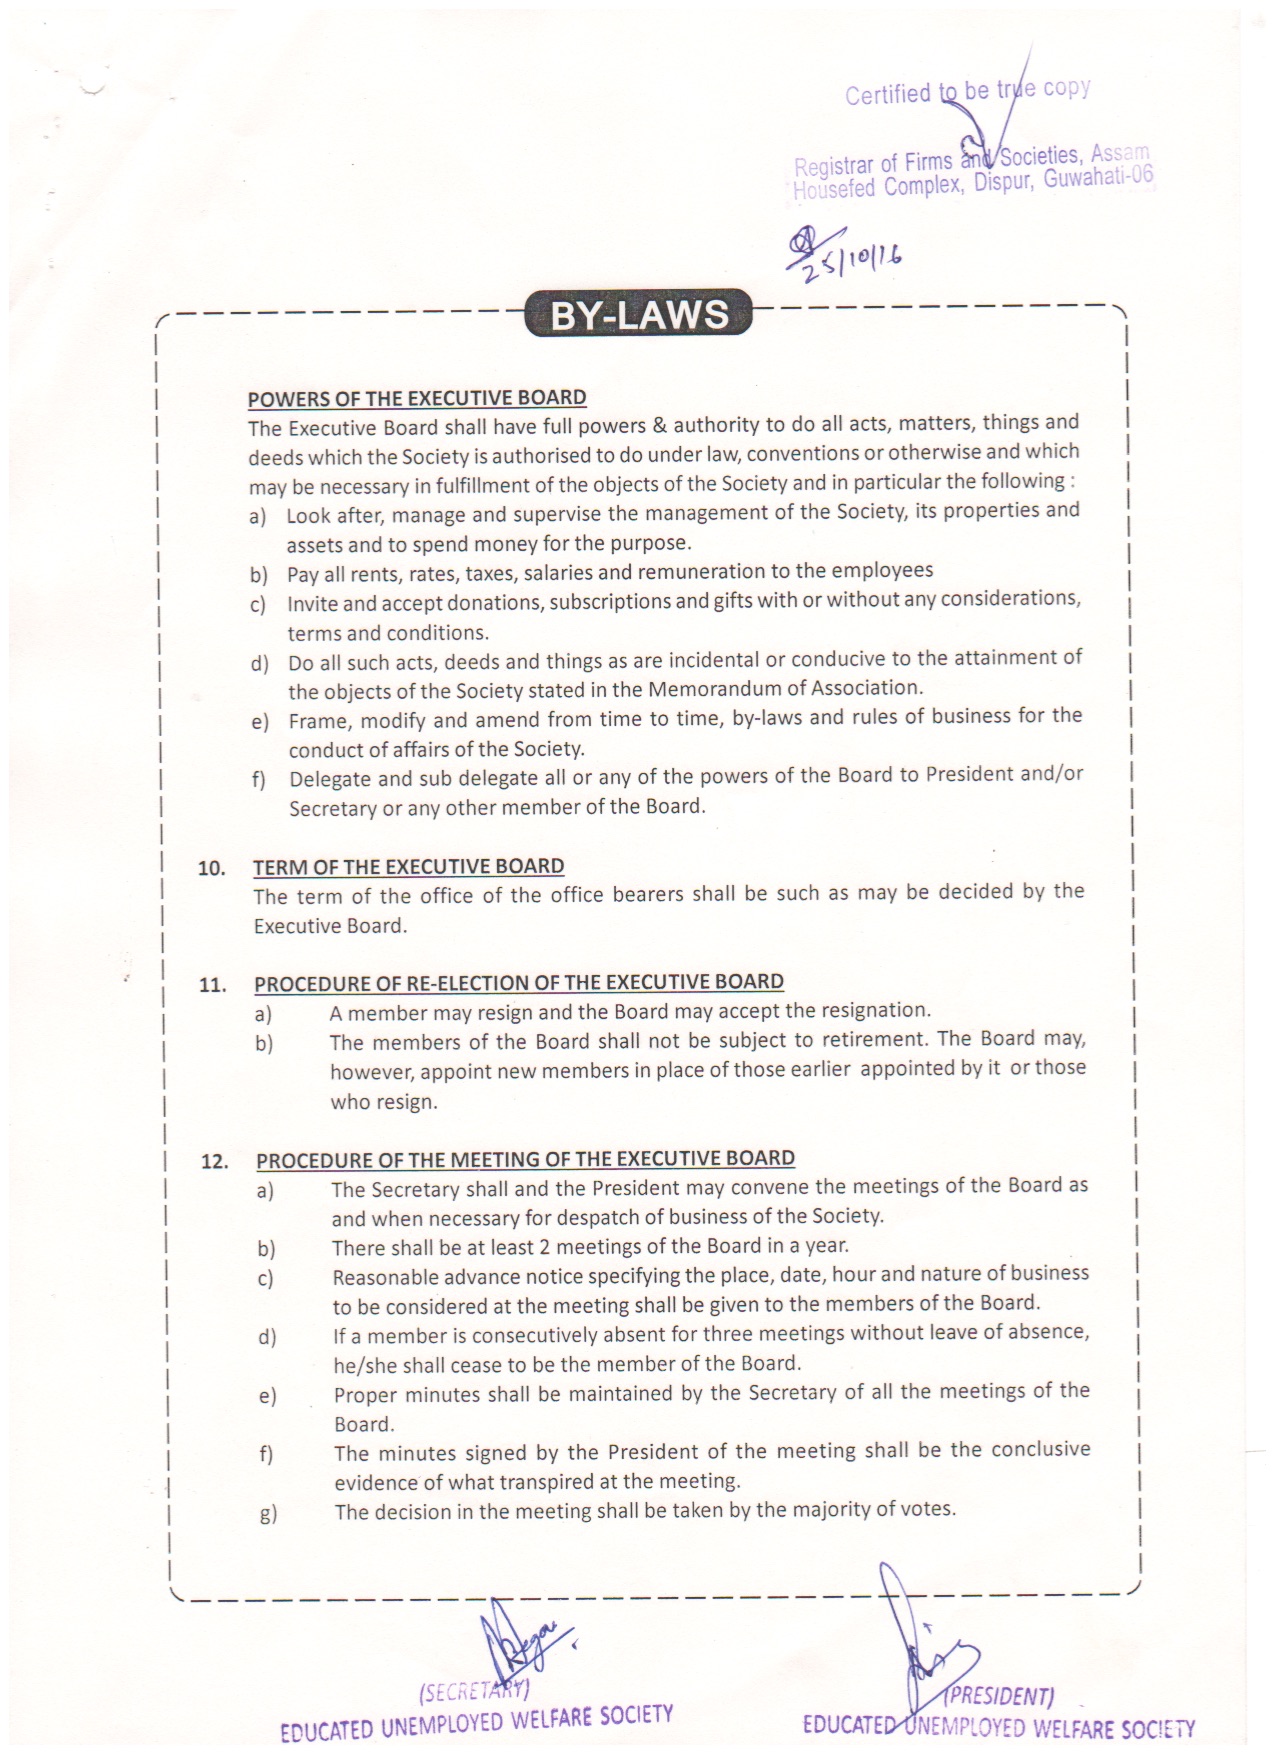 Certified to be true copy
Registrar of Firms and Societies, Assam
Housefed Complex, Dispur, Guwahati-06
25/10/16
BY-LAWS
POWERS OF THE EXECUTIVE BOARD
The Executive Board shall have full powers & authority to do all acts, matters, things and
deeds which the Society is authorised to do under law, conventions or otherwise and which
may be necessary in fulfillment of the objects of the Society and in particular the following :
a) Look after, manage and supervise the management of the Society, its properties and
assets and to spend money for the purpose.
b) Pay all rents, rates, taxes, salaries and remuneration to the employees
c) Invite and accept donations, subscriptions and gifts with or without any considerations,
terms and conditions.
d) Do all such acts, deeds and things as are incidental or conducive to the attainment of
the objects of the Society stated in the Memorandum of Association.
e) Frame, modify and amend from time to time, by-laws and rules of business for the
conduct of affairs of the Society.
f) Delegate and sub delegate all or any of the powers of the Board to President and/or
Secretary or any other member of the Board.
10. TERM OF THE EXECUTIVE BOARD
The term of the office of the office bearers shall be such as may be decided by the
Executive Board.
11. PROCEDURE OF RE-ELECTION OF THE EXECUTIVE BOARD
a) A member may resign and the Board may accept the resignation.
b) The members of the Board shall not be subject to retirement. The Board may,
however, appoint new members in place of those earlier appointed by it or those
who resign.
12. PROCEDURE OF THE MEETING OF THE EXECUTIVE BOARD
a) The Secretary shall and the President may convene the meetings of the Board as
and when necessary for despatch of business of the Society.
b) There shall be at least 2 meetings of the Board in a year.
c) Reasonable advance notice specifying the place, date, hour and nature of business
to be considered at the meeting shall be given to the members of the Board.
d) If a member is consecutively absent for three meetings without leave of absence,
he/she shall cease to be the member of the Board.
e) Proper minutes shall be maintained by the Secretary of all the meetings of the
Board.
f) The minutes signed by the President of the meeting shall be the conclusive
evidence of what transpired at the meeting.
g) The decision in the meeting shall be taken by the majority of votes.
(SECRETARY)
EDUCATED UNEMPLOYED WELFARE SOCIETY
(PRESIDENT)
EDUCATED UNEMPLOYED WELFARE SOCIETY